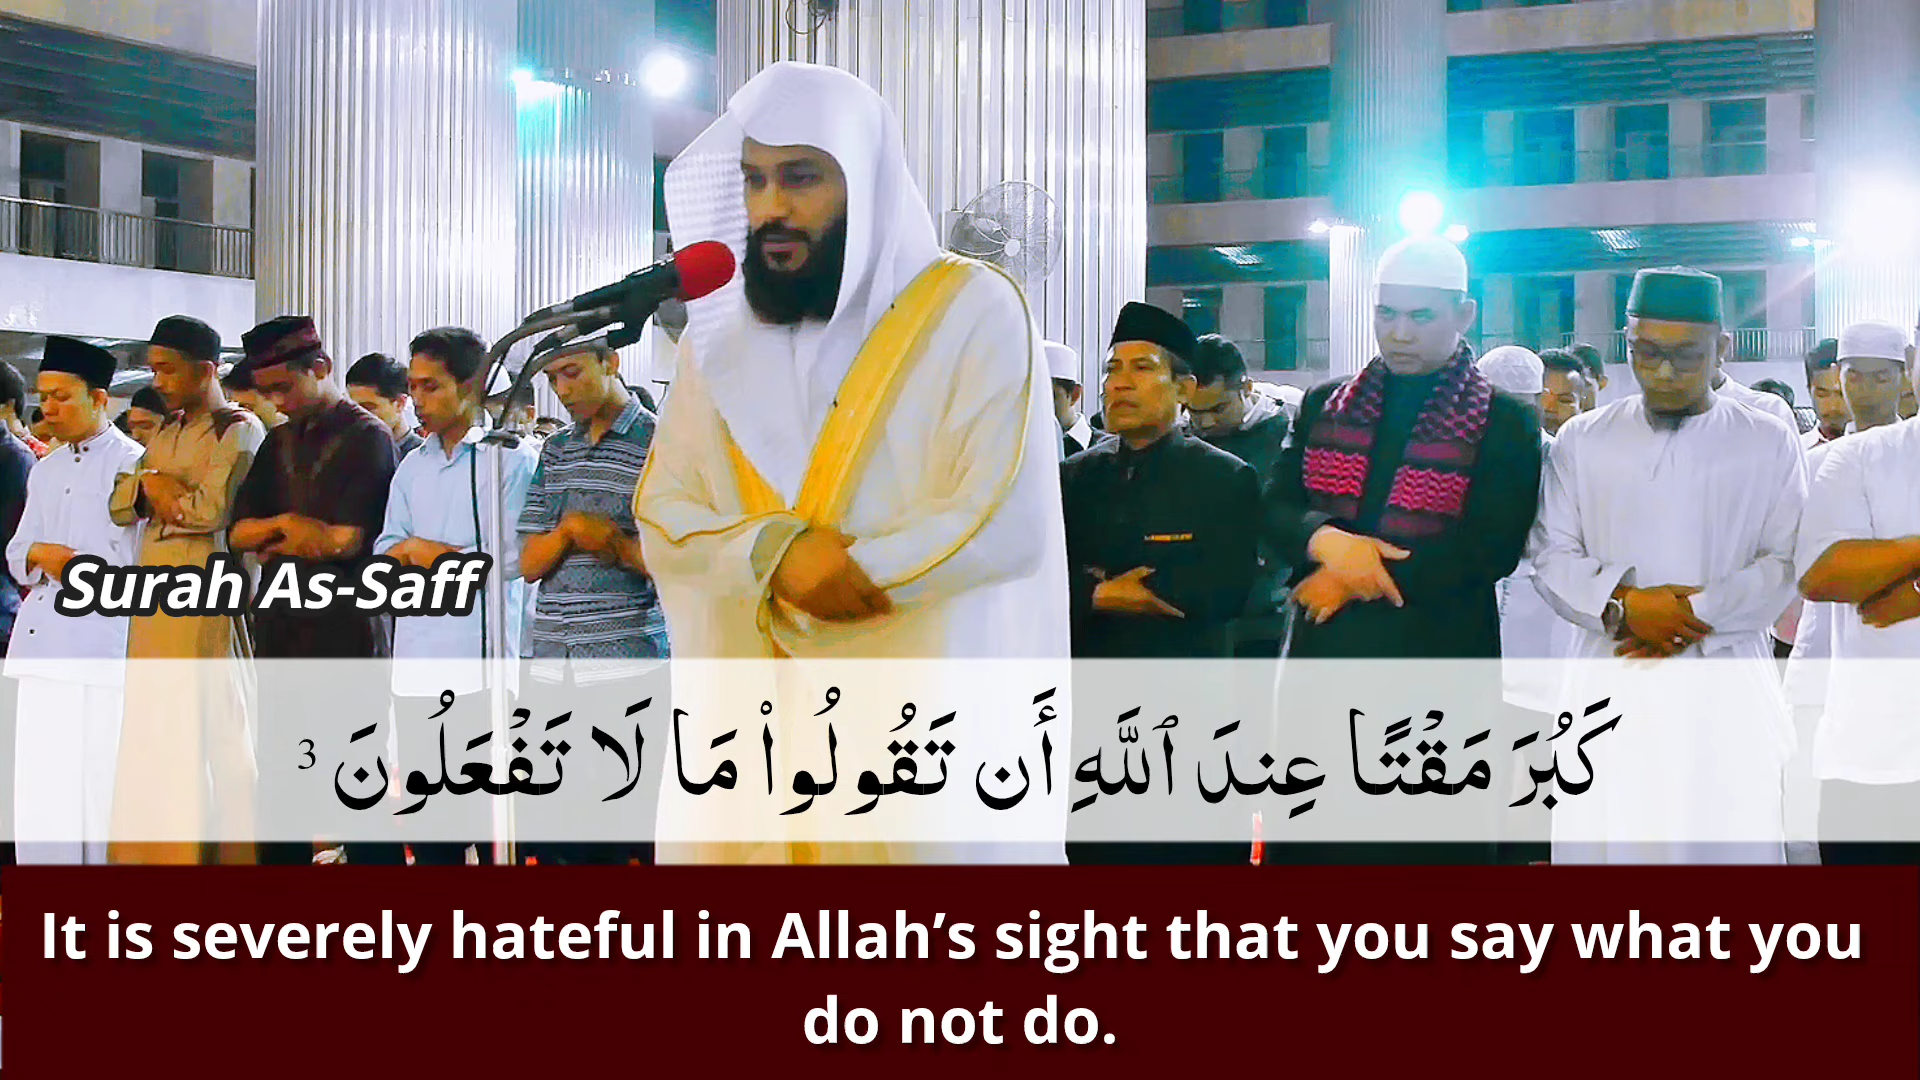 Surah As-Saff
كَبُرَ مَقْتًا عِندَ ٱللَّهِ أَن تَقُولُوا۟ مَا لَا تَفْعَلُونَ 3
It is severely hateful in Allah’s sight that you say what you
do not do.